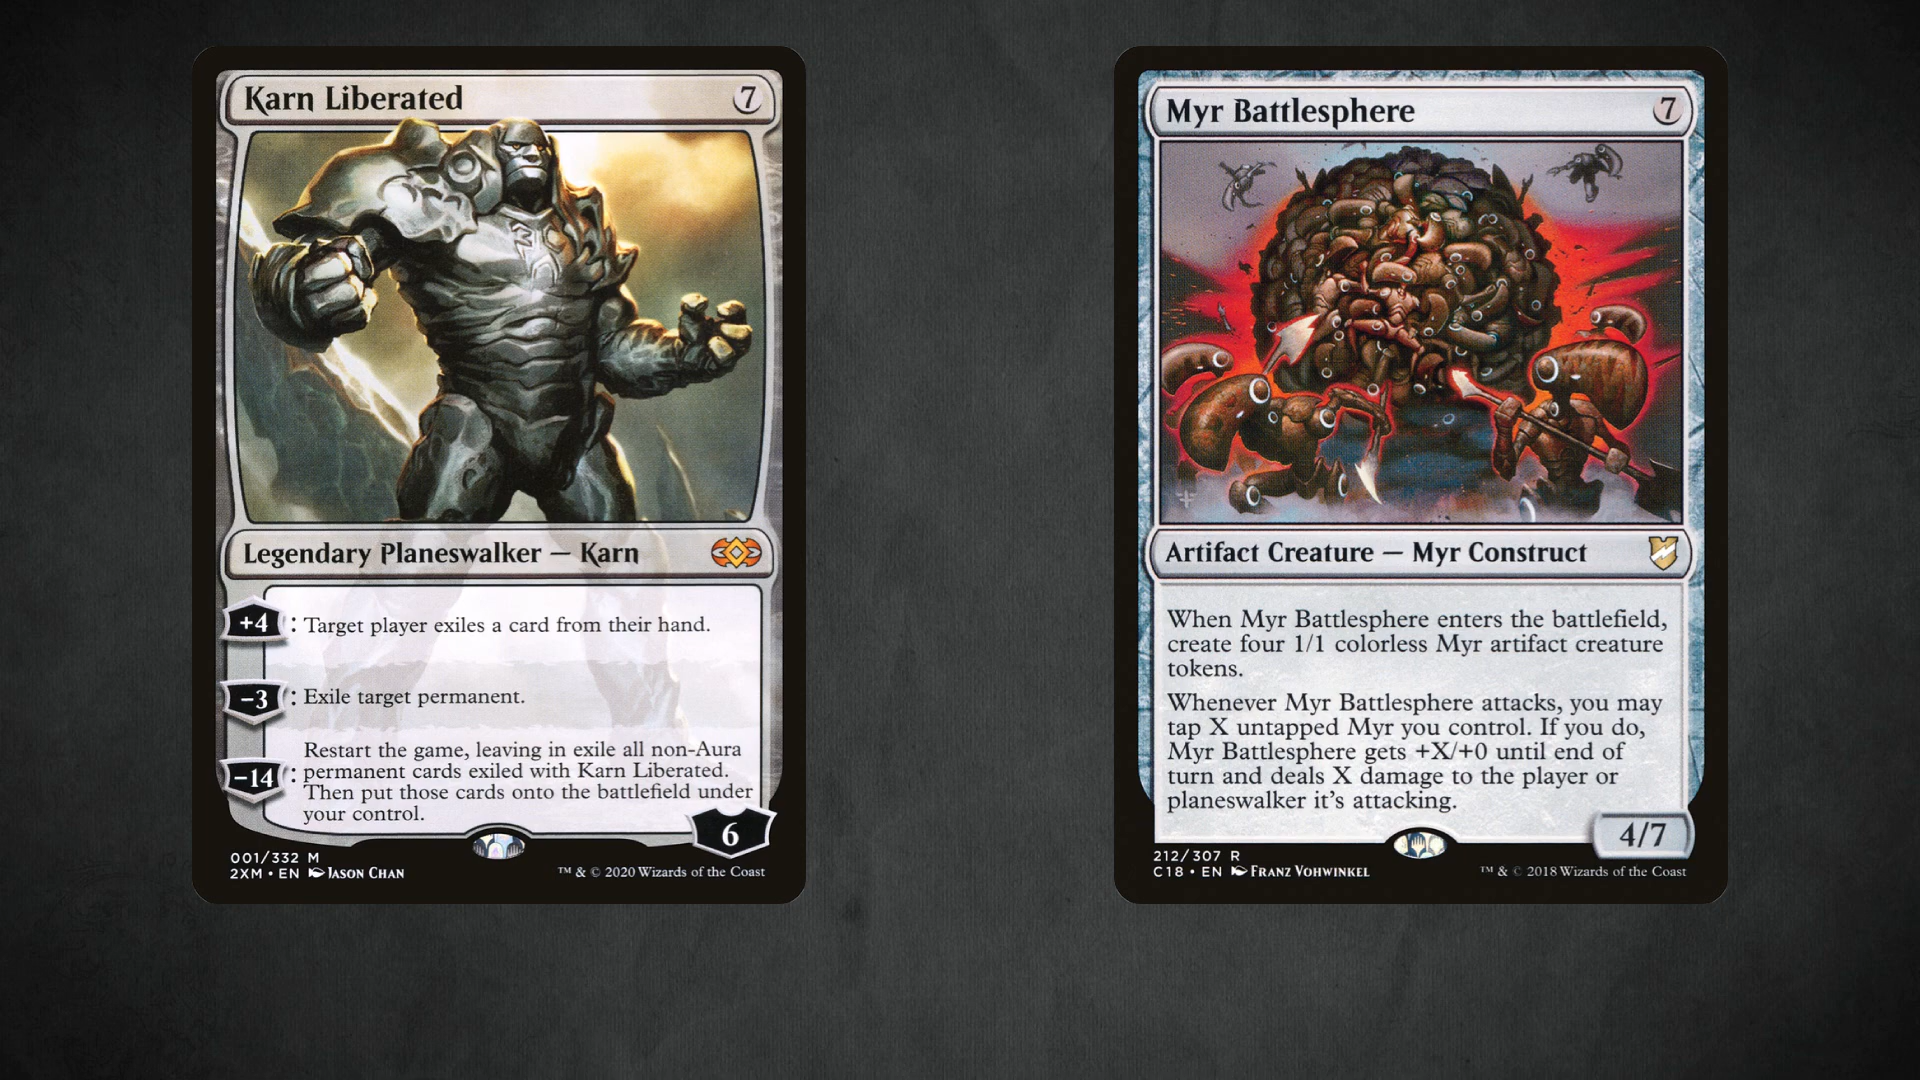 Karn Liberated
7
Legendary Planeswalker — Karn
+4: Target player exiles a card from their hand.
−3: Exile target permanent.
Restart the game, leaving in exile all non-Aura
−14: permanent cards exiled with Karn Liberated.
Then put those cards onto the battlefield under
your control.
6
001/332 M
2XM • EN Jason Chan
™ & © 2020 Wizards of the Coast
Myr Battlesphere
7
Artifact Creature — Myr Construct
When Myr Battlesphere enters the battlefield,
create four 1/1 colorless Myr artifact creature
tokens.
Whenever Myr Battlesphere attacks, you may
tap X untapped Myr you control. If you do,
Myr Battlesphere gets +X/+0 until end of
turn and deals X damage to the player or
planeswalker it's attacking.
4/7
212/307 R
C18 • EN Franz Vohwinkel
™ & © 2018 Wizards of the Coast